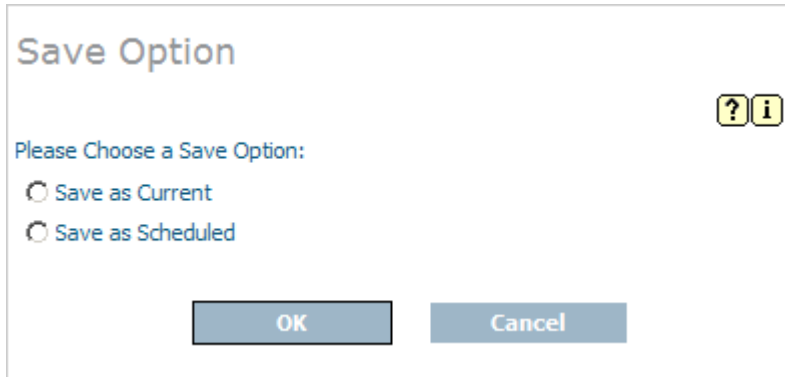 Save Option
? i
Please Choose a Save Option:
Save as Current
Save as Scheduled
OK Cancel